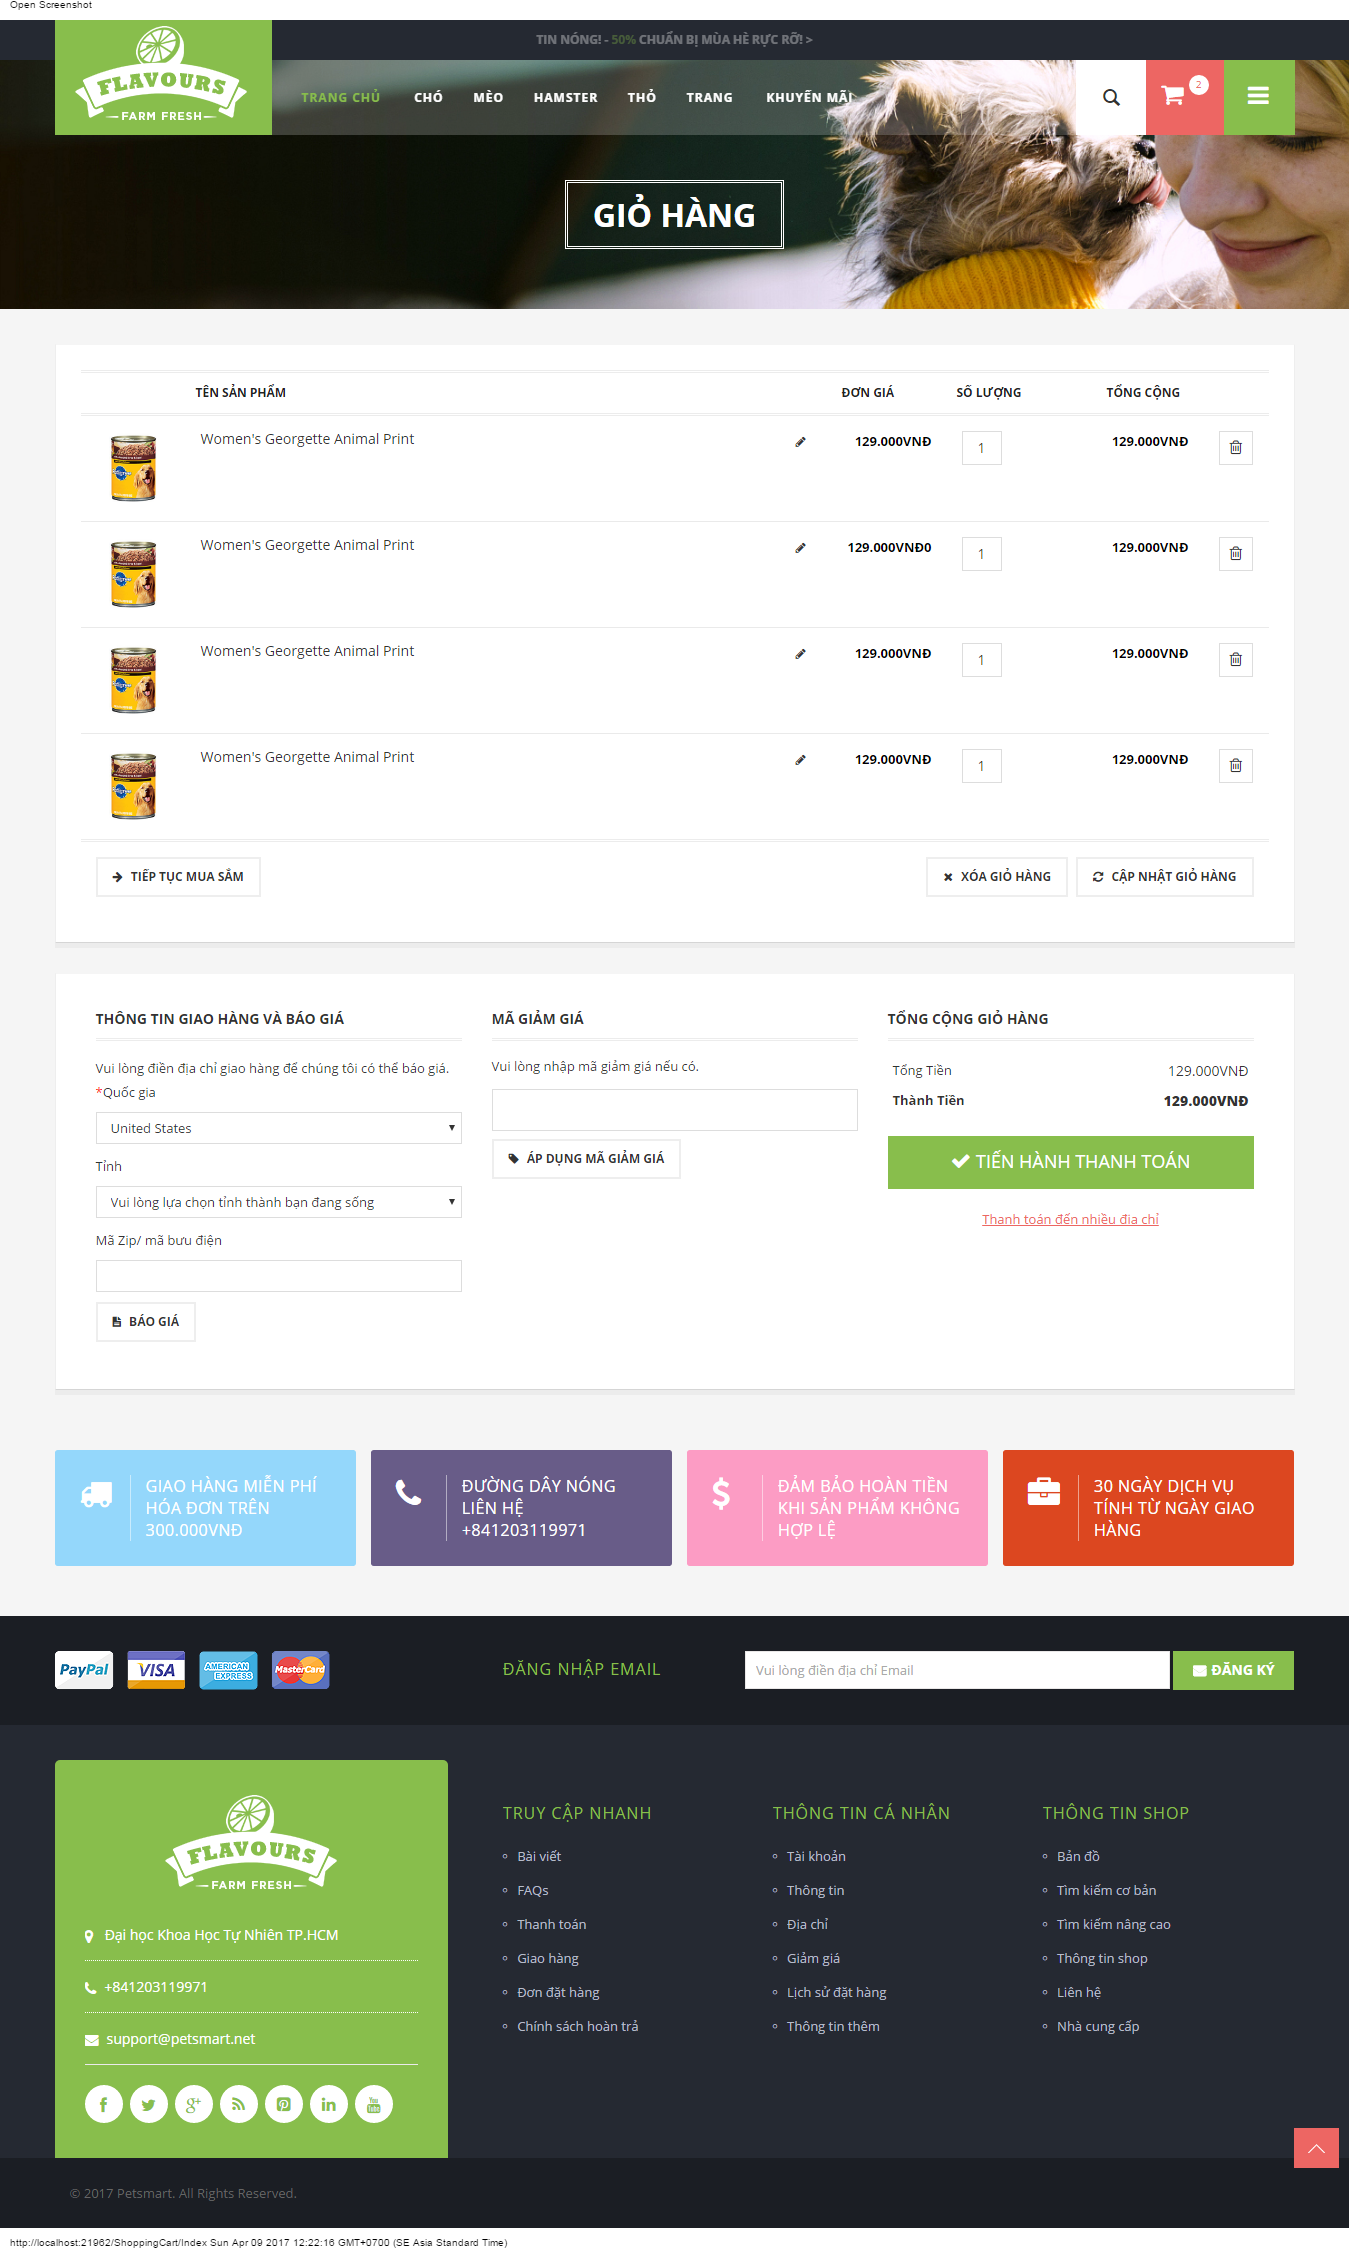 Open Screenshot
TIN NÓNG! - 50% CHUẨN BỊ MÙA HÈ RỰC RỠ! >
FLAVOURS
FARM FRESH
TRANG CHỦ CHÓ MÈO HAMSTER THỎ TRANG KHUYẾN MÃI
2
GIỎ HÀNG
TÊN SẢN PHẨM ĐƠN GIÁ SỐ LƯỢNG TỔNG CỘNG
Women's Georgette Animal Print 129.000VNĐ 1 129.000VNĐ
Women's Georgette Animal Print 129.000VNĐ0 1 129.000VNĐ
Women's Georgette Animal Print 129.000VNĐ 1 129.000VNĐ
Women's Georgette Animal Print 129.000VNĐ 1 129.000VNĐ
TIẾP TỤC MUA SẮM XÓA GIỎ HÀNG CẬP NHẬT GIỎ HÀNG
THÔNG TIN GIAO HÀNG VÀ BÁO GIÁ
Vui lòng điền địa chỉ giao hàng để chúng tôi có thể báo giá.
*Quốc gia
United States
Tỉnh
Vui lòng lựa chọn tỉnh thành bạn đang sống
Mã Zip/ mã bưu điện
BÁO GIÁ
MÃ GIẢM GIÁ
Vui lòng nhập mã giảm giá nếu có.
ÁP DỤNG MÃ GIẢM GIÁ
TỔNG CỘNG GIỎ HÀNG
Tổng Tiền 129.000VNĐ
Thành Tiền 129.000VNĐ
TIẾN HÀNH THANH TOÁN
Thanh toán đến nhiều địa chỉ
GIAO HÀNG MIỄN PHÍ
HÓA ĐƠN TRÊN
300.000VNĐ
ĐƯỜNG DÂY NÓNG
LIÊN HỆ
+841203119971
ĐẢM BẢO HOÀN TIỀN
KHI SẢN PHẨM KHÔNG
HỢP LỆ
30 NGÀY DỊCH VỤ
TÍNH TỪ NGÀY GIAO
HÀNG
PayPal VISA AMERICAN EXPRESS MasterCard
ĐĂNG NHẬP EMAIL
Vui lòng điền địa chỉ Email
ĐĂNG KÝ
FLAVOURS
FARM FRESH
Đại học Khoa Học Tự Nhiên TP.HCM
+841203119971
support@petsmart.net
TRUY CẬP NHANH
Bài viết
FAQs
Thanh toán
Giao hàng
Đơn đặt hàng
Chính sách hoàn trả
THÔNG TIN CÁ NHÂN
Tài khoản
Thông tin
Địa chỉ
Giảm giá
Lịch sử đặt hàng
Thông tin thêm
THÔNG TIN SHOP
Bản đồ
Tìm kiếm cơ bản
Tìm kiếm nâng cao
Thông tin shop
Liên hệ
Nhà cung cấp
© 2017 Petsmart. All Rights Reserved.
http://localhost:21962/ShoppingCart/Index Sun Apr 09 2017 12:22:16 GMT+0700 (SE Asia Standard Time)